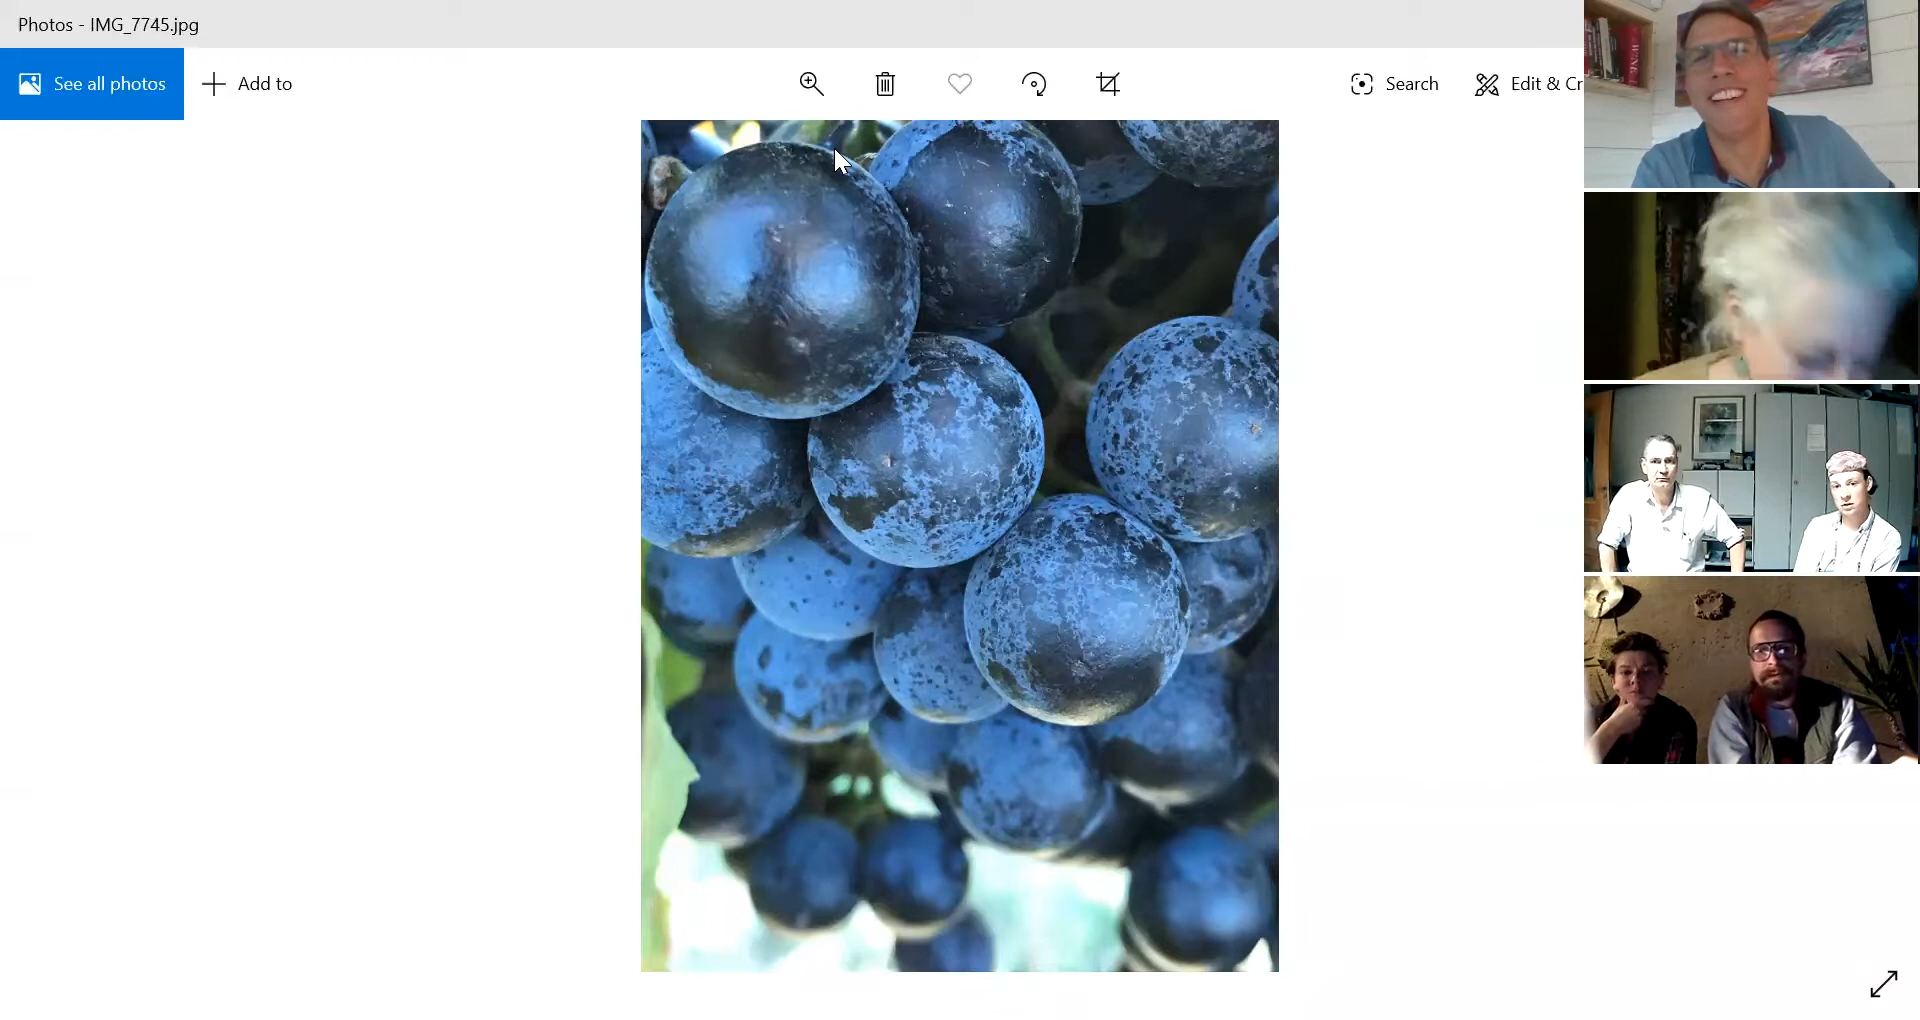 Photos - IMG_7745.jpg
See all photos
Add to
Search
Edit & Cr